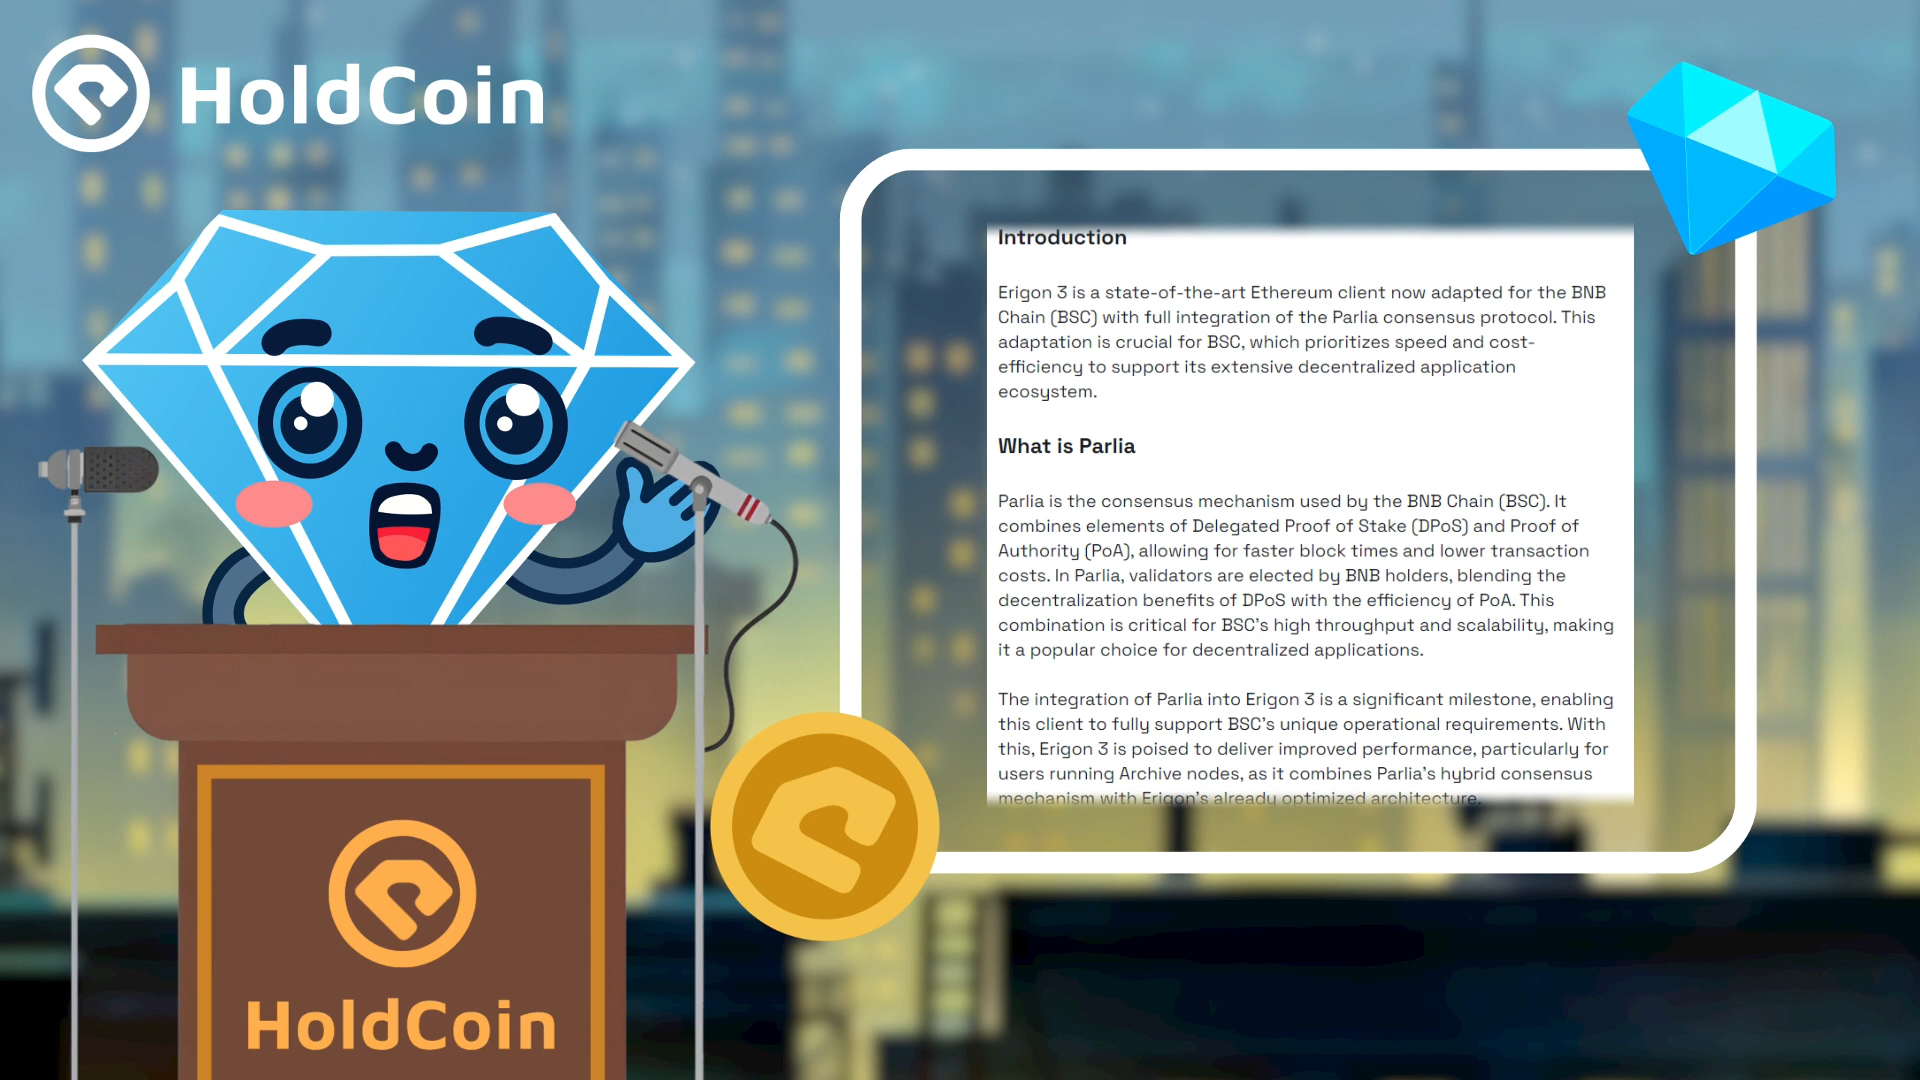 HoldCoin
Introduction
Erigon 3 is a state-of-the-art Ethereum client now adapted for the BNB
Chain (BSC) with full integration of the Parlia consensus protocol. This
adaptation is crucial for BSC, which prioritizes speed and cost-
efficiency to support its extensive decentralized application
ecosystem.
What is Parlia
Parlia is the consensus mechanism used by the BNB Chain (BSC). It
combines elements of Delegated Proof of Stake (DPoS) and Proof of
Authority (PoA), allowing for faster block times and lower transaction
costs. In Parlia, validators are elected by BNB holders, blending the
decentralization benefits of DPoS with the efficiency of PoA. This
combination is critical for BSC's high throughput and scalability, making
it a popular choice for decentralized applications.
The integration of Parlia into Erigon 3 is a significant milestone, enabling
this client to fully support BSC's unique operational requirements. With
this, Erigon 3 is poised to deliver improved performance, particularly for
users running Archive nodes, as it combines Parlia's hybrid consensus
mechanism with Erigon's already optimized architecture.
HoldCoin